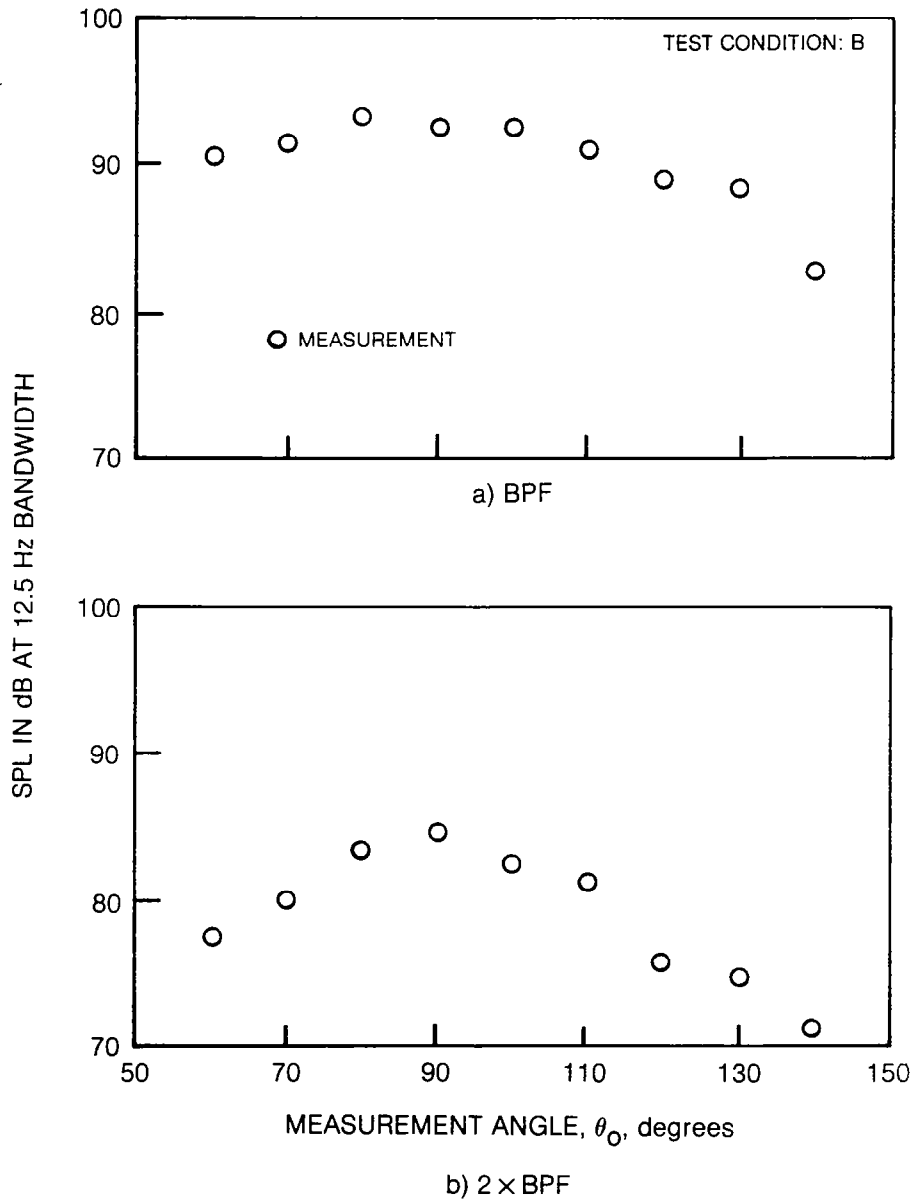 100
TEST CONDITION: B
90
80
MEASUREMENT
70
a) BPF
SPL IN dB AT 12.5 Hz BANDWIDTH
100
90
80
70
50 70 90 110 130 150
MEASUREMENT ANGLE, θo, degrees
b) 2 × BPF